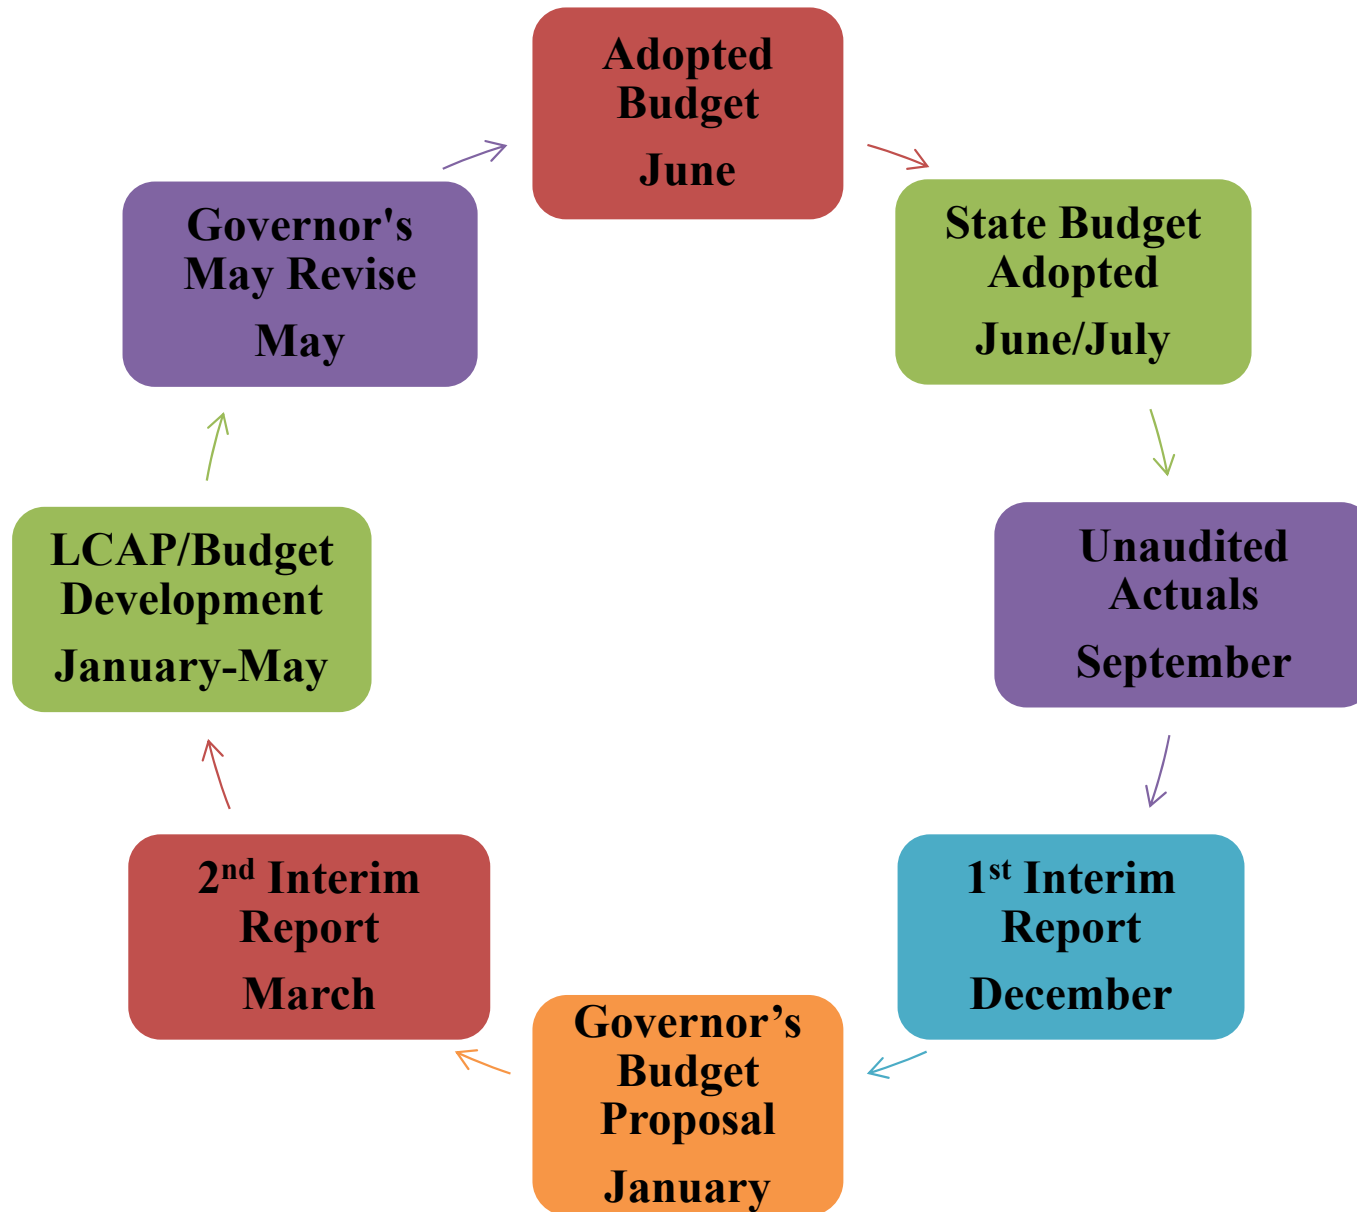 Adopted
Budget
June
State Budget
Adopted
June/July
Unaudited
Actuals
September
1st Interim
Report
December
Governor’s
Budget
Proposal
January
2nd Interim
Report
March
LCAP/Budget
Development
January-May
Governor's
May Revise
May